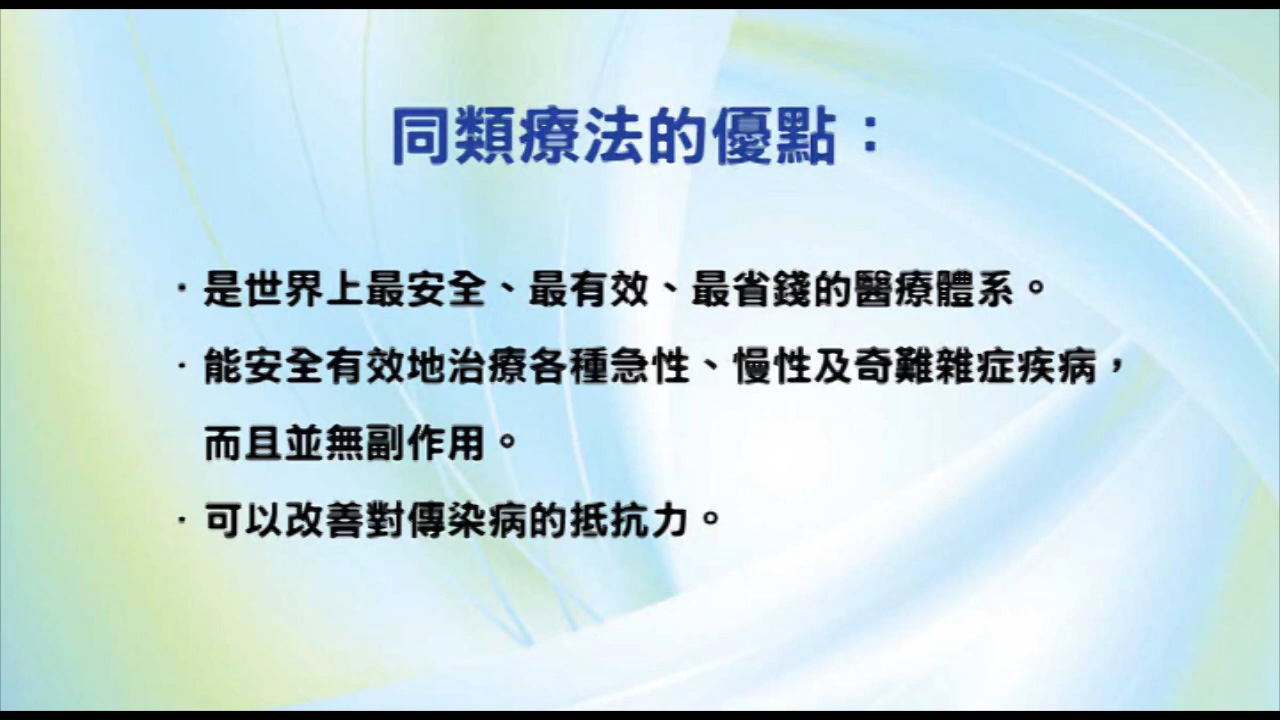 同類療法的優點：
·是世界上最安全、最有效、最省錢的醫療體系。
·能安全有效地治療各種急性、慢性及奇難雜症疾病，
而且並無副作用。
·可以改善對傳染病的抵抗力。